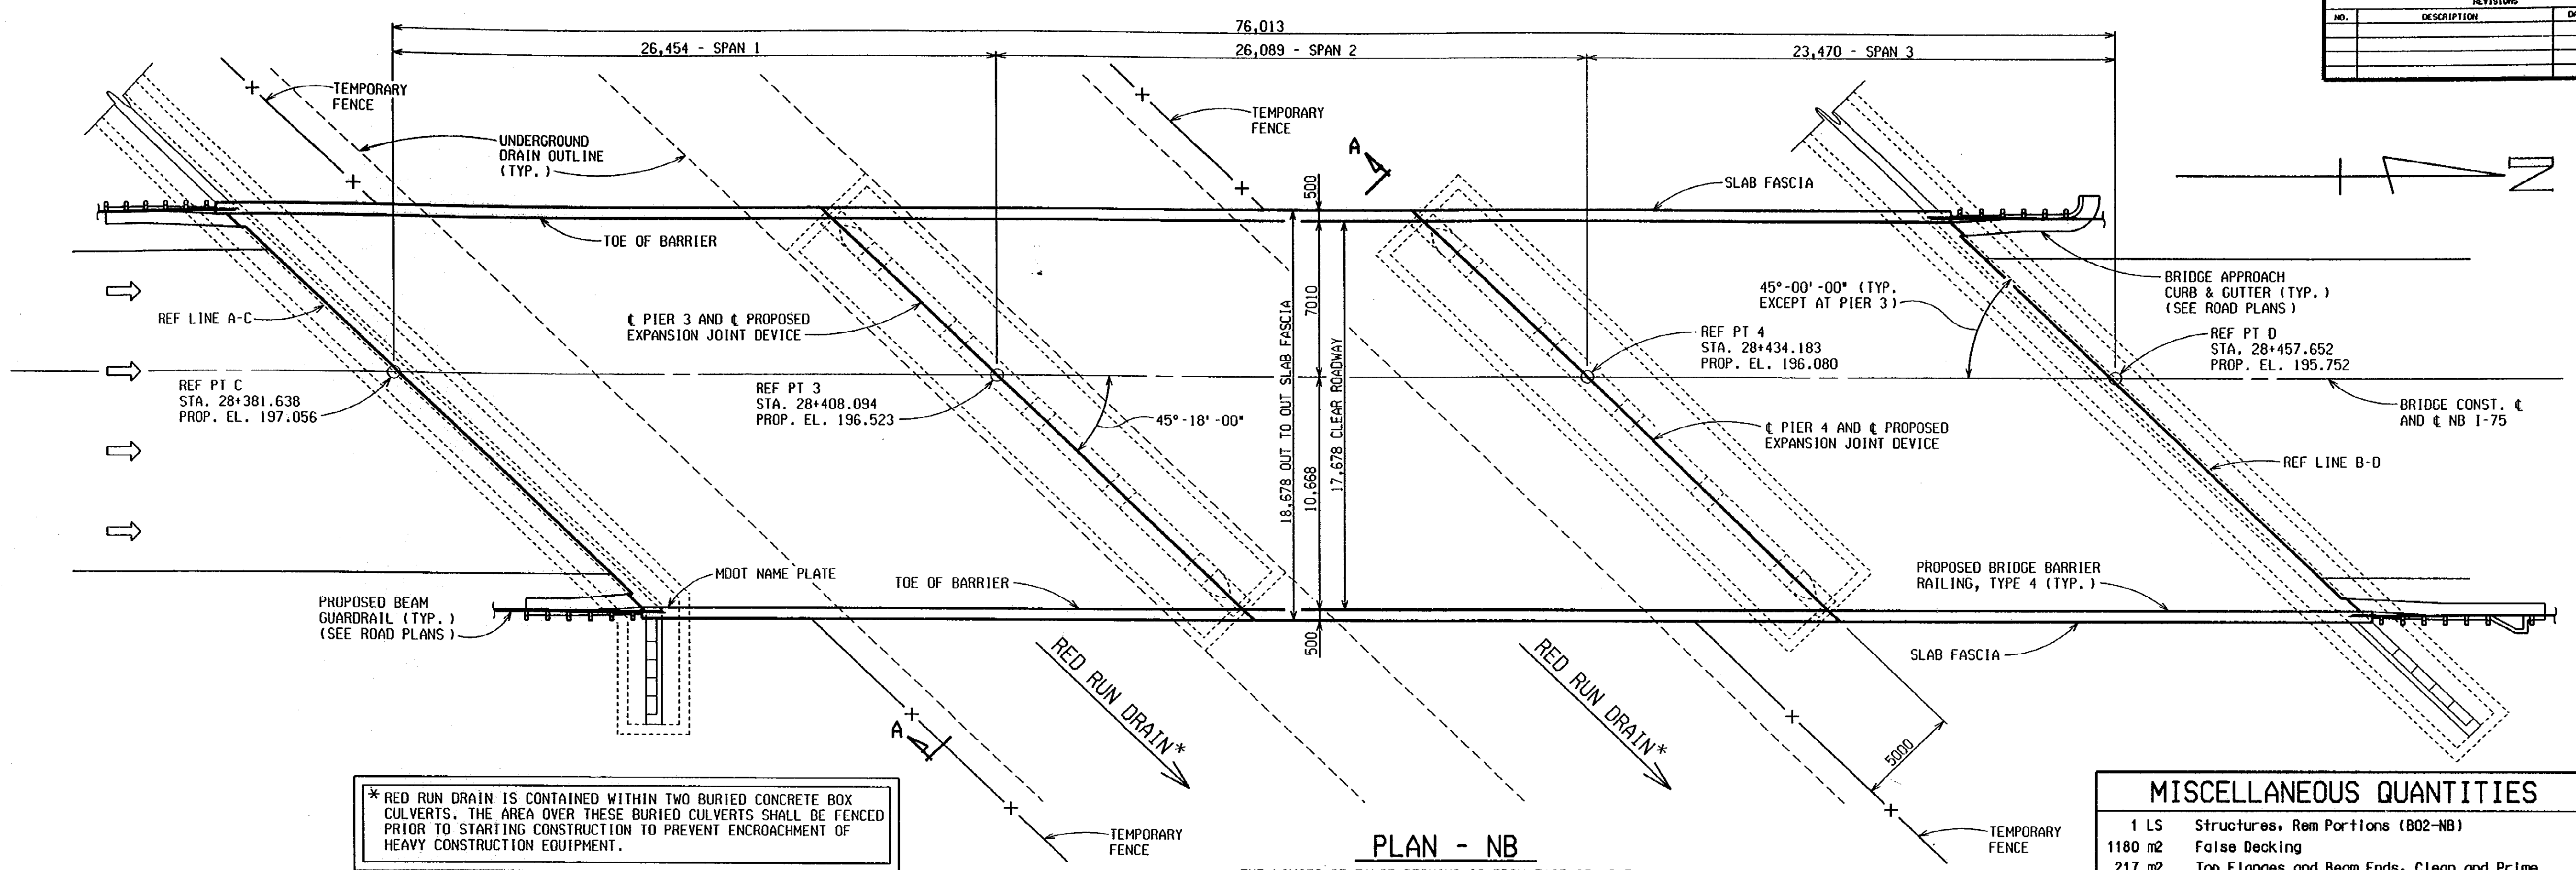 REVISIONS
NO. DESCRIPTION
76,013
26,454 - SPAN 1
26,089 - SPAN 2
23,470 - SPAN 3
TEMPORARY
FENCE
UNDERGROUND
DRAIN OUTLINE
(TYP.)
TEMPORARY
FENCE
A
500
SLAB FASCIA
N
TOE OF BARRIER
REF LINE A-C
℄ PIER 3 AND ℄ PROPOSED
EXPANSION JOINT DEVICE
18,678 OUT TO OUT SLAB FASCIA
7010
10,668
17,678 CLEAR ROADWAY
45°-00'-00" (TYP.
EXCEPT AT PIER 3)
BRIDGE APPROACH
CURB & GUTTER (TYP.)
(SEE ROAD PLANS)
REF PT C
STA. 28+381.638
PROP. EL. 197.056
REF PT 3
STA. 28+408.094
PROP. EL. 196.523
45°-18'-00"
REF PT 4
STA. 28+434.183
PROP. EL. 196.080
REF PT D
STA. 28+457.652
PROP. EL. 195.752
BRIDGE CONST. ℄
AND ℄ NB I-75
℄ PIER 4 AND ℄ PROPOSED
EXPANSION JOINT DEVICE
REF LINE B-D
MDOT NAME PLATE
TOE OF BARRIER
PROPOSED BRIDGE BARRIER
RAILING, TYPE 4 (TYP.)
PROPOSED BEAM
GUARDRAIL (TYP.)
(SEE ROAD PLANS)
500
SLAB FASCIA
RED RUN DRAIN*
RED RUN DRAIN*
A
5000
* RED RUN DRAIN IS CONTAINED WITHIN TWO BURIED CONCRETE BOX
CULVERTS. THE AREA OVER THESE BURIED CULVERTS SHALL BE FENCED
PRIOR TO STARTING CONSTRUCTION TO PREVENT ENCROACHMENT OF
HEAVY CONSTRUCTION EQUIPMENT.
TEMPORARY
FENCE
PLAN - NB
TEMPORARY
FENCE
MISCELLANEOUS QUANTITIES
1 LS Structures, Rem Portions (B02-NB)
1180 m2 False Decking
217 m2 Top Flanges and Beam Ends, Clean and Prime